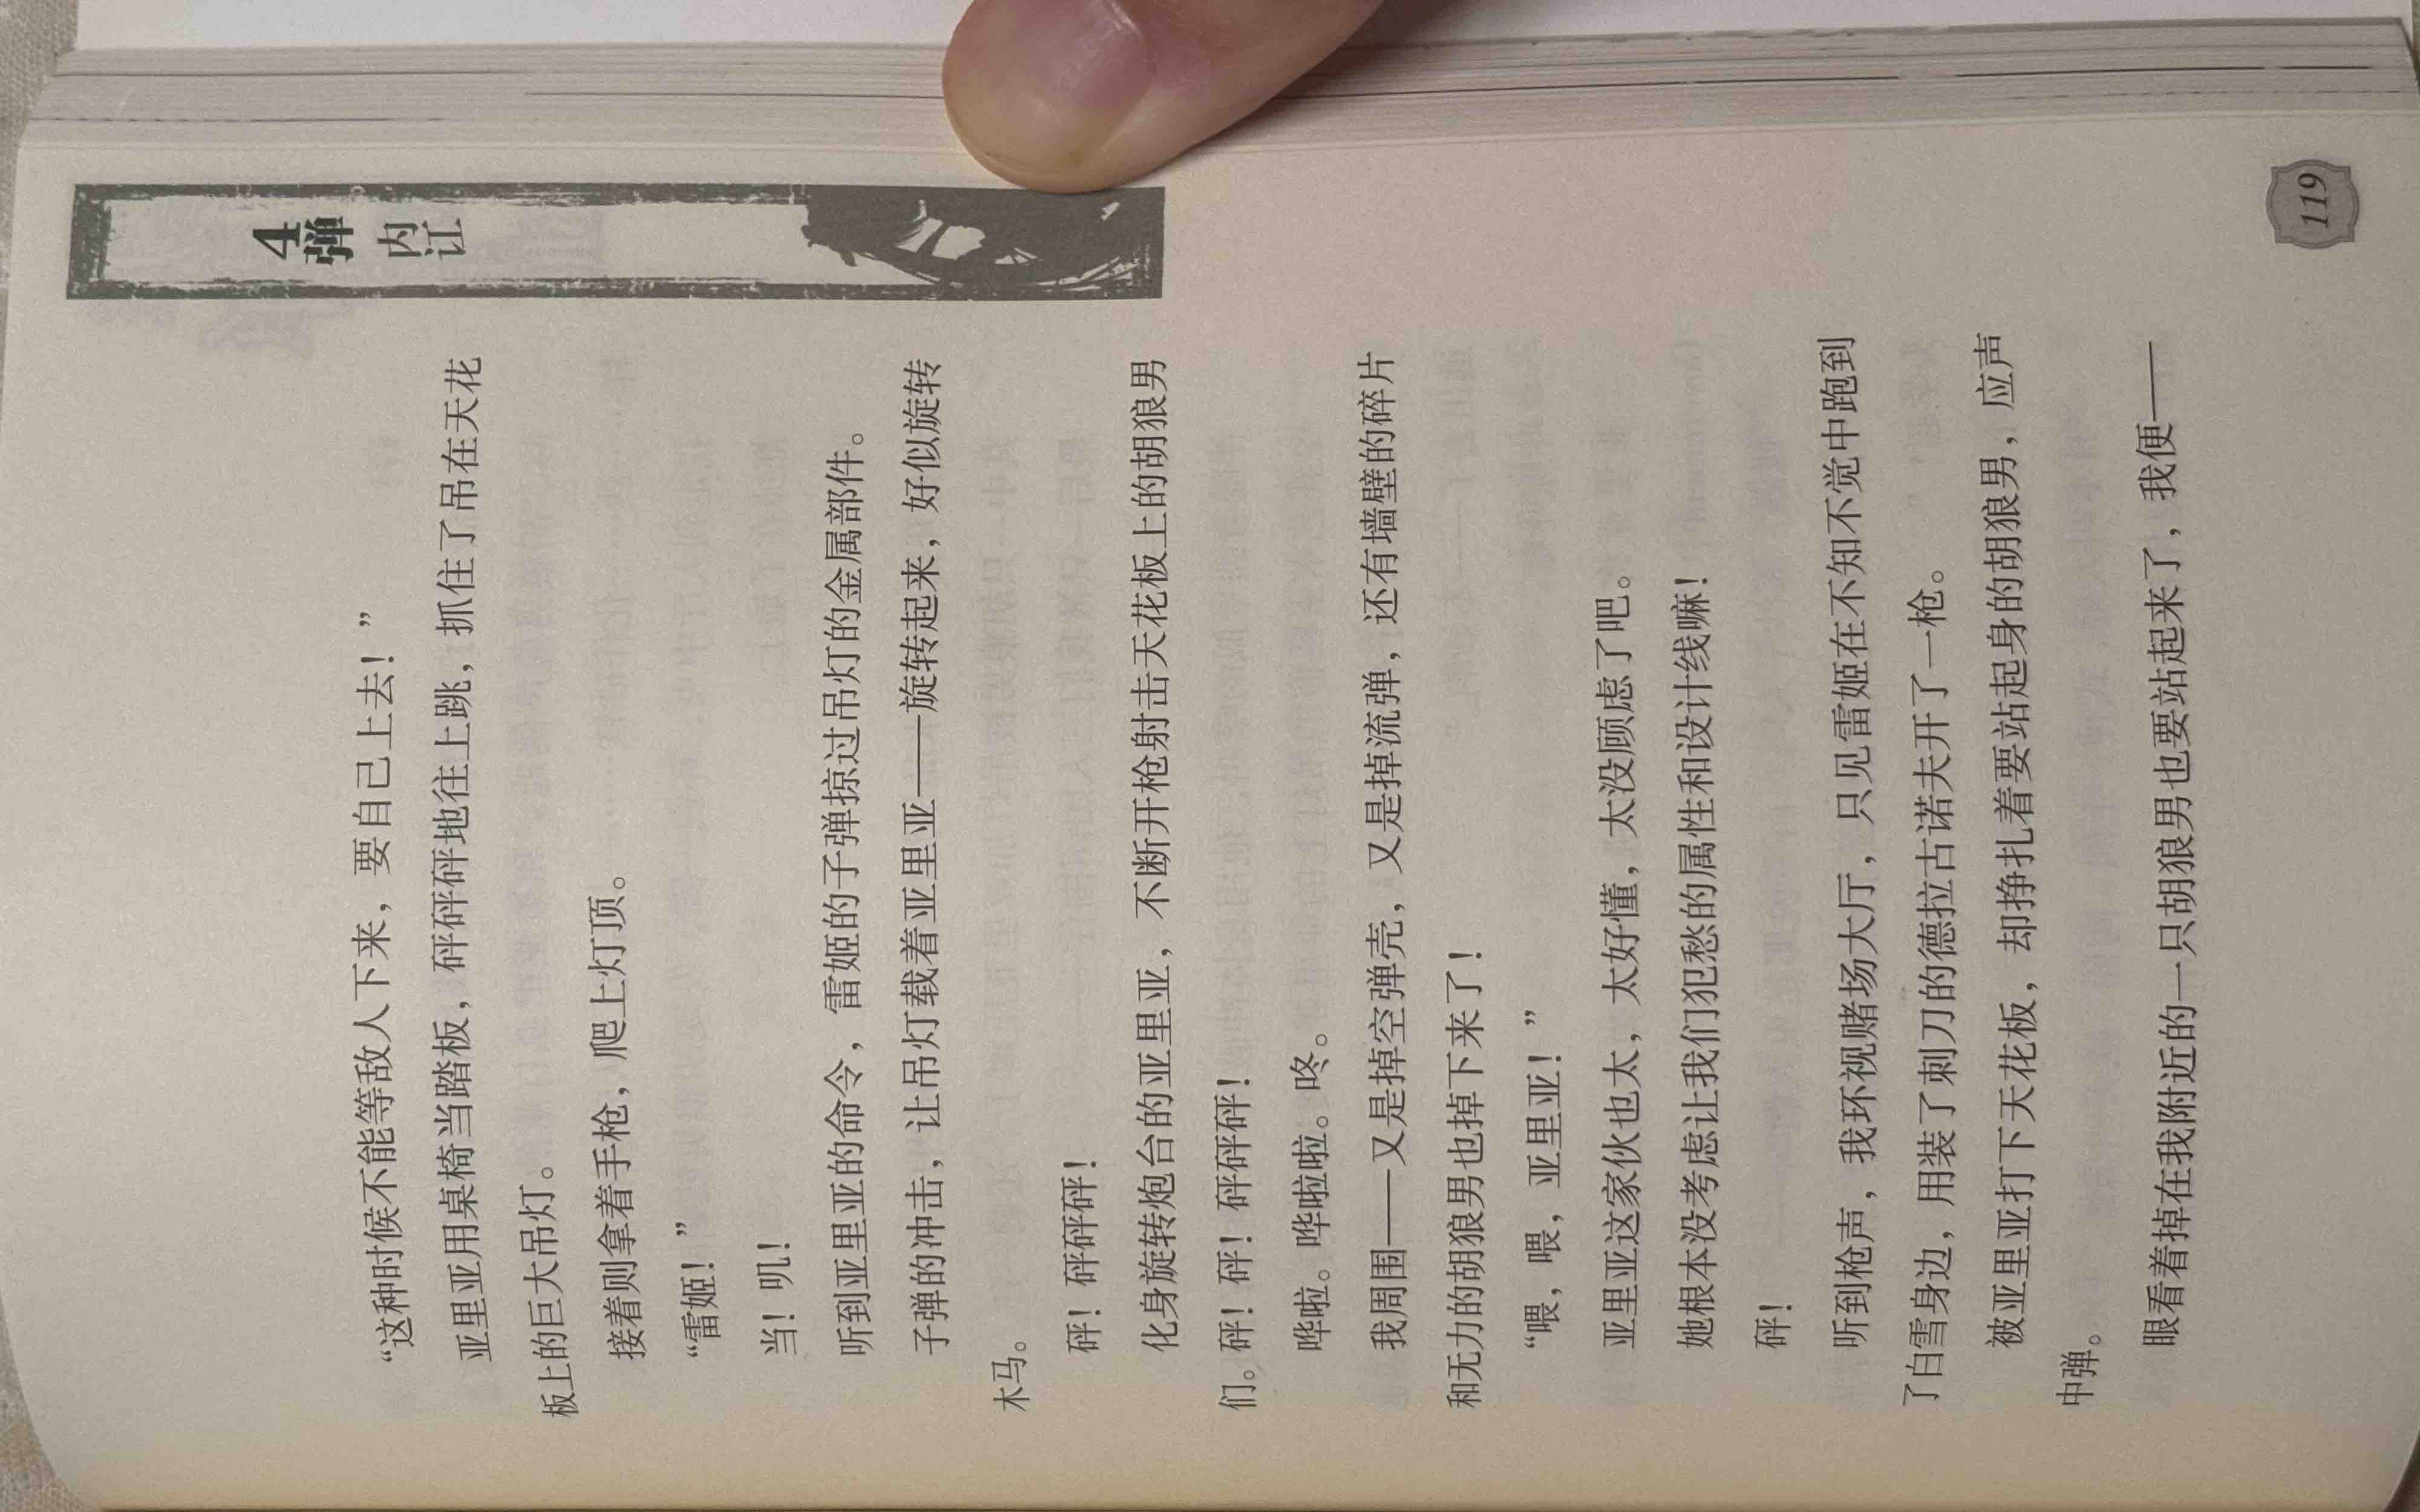 4弹 内讧
“这种时候不能等敌人下来，要自己上去！”
亚里亚用桌椅当踏板，砰砰砰地往上跳，抓住了吊在天花
板上的巨大吊灯。
接着则拿着手枪，爬上灯顶。
“雷姬！”
当！叽！
听到亚里亚的命令，雷姬的子弹掠过吊灯的金属部件。
子弹的冲击，让吊灯载着亚里亚——旋转起来，好似旋转
木马。
砰！砰砰砰！
化身旋转炮台的亚里亚，不断开枪射击天花板上的胡狼男
们。砰！砰！砰砰砰！
哗啦。哗啦啦。咚。
我周围——又是掉空弹壳，又是掉流弹，还有墙壁的碎片
和无力的胡狼男也掉下来了！
“喂，喂，亚里亚！”
亚里亚这家伙也太，太好懂，太没顾虑了吧。
她根本没考虑让我们犯愁的属性和设计线嘛！
砰！
听到枪声，我环视赌场大厅，只见雷姬在不知不觉中跑到
了白雪身边，用装了刺刀的德拉古诺夫开了一枪。
被亚里亚打下天花板，却挣扎着要站起身的胡狼男，应声
中弹。
眼看着掉在我附近的一只胡狼男也要站起来了，我便——
119